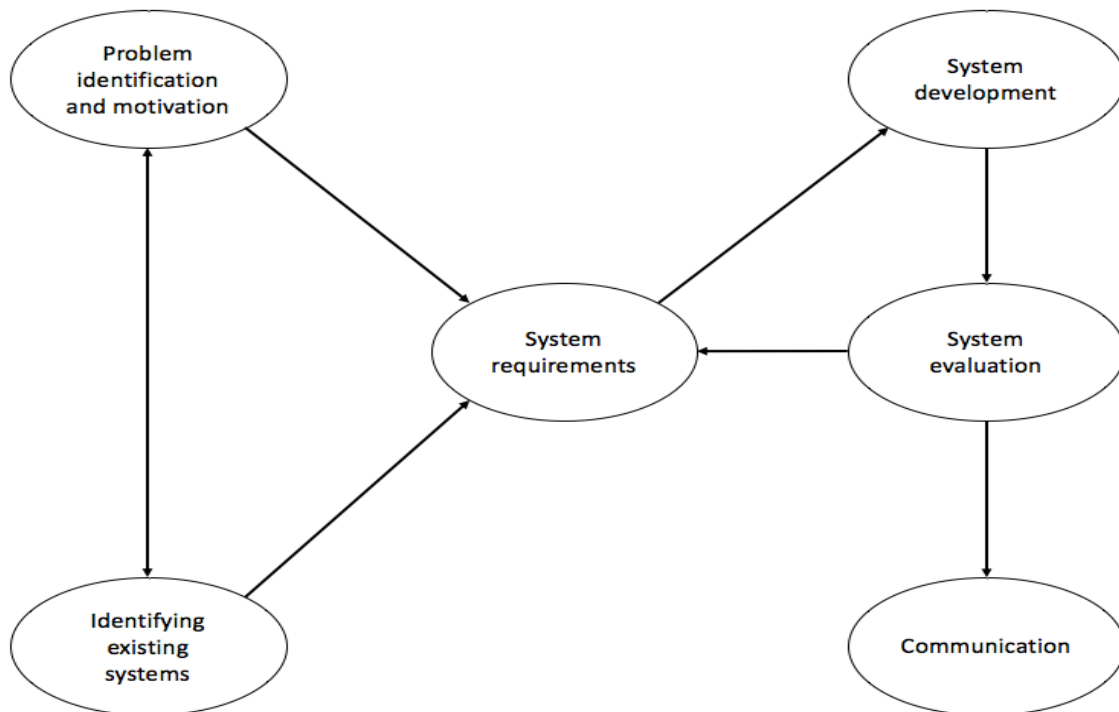 Problem
identification
and motivation
System
development
System
requirements
System
evaluation
Identifying
existing
systems
Communication